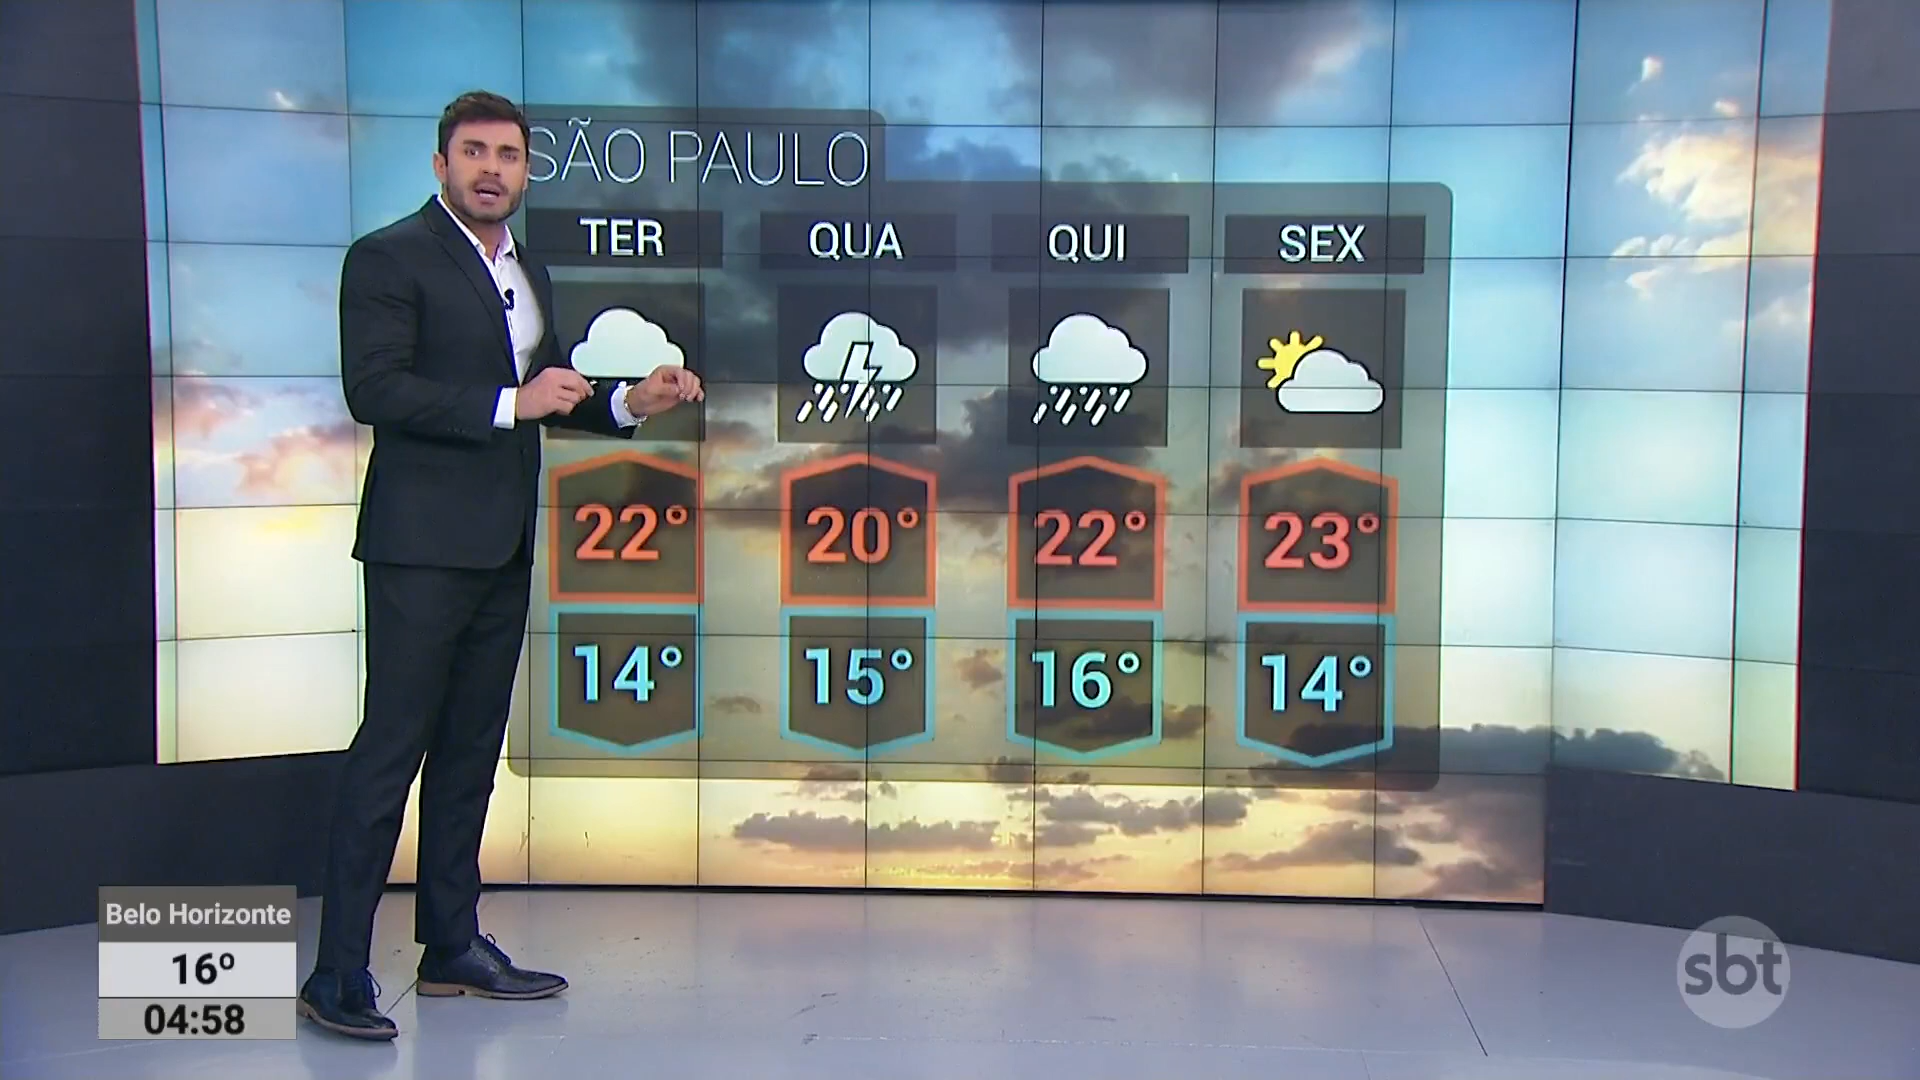 SÃO PAULO
TER QUA QUI SEX
22° 20° 22° 23°
14° 15° 16° 14°
Belo Horizonte
16º
04:58
sbt